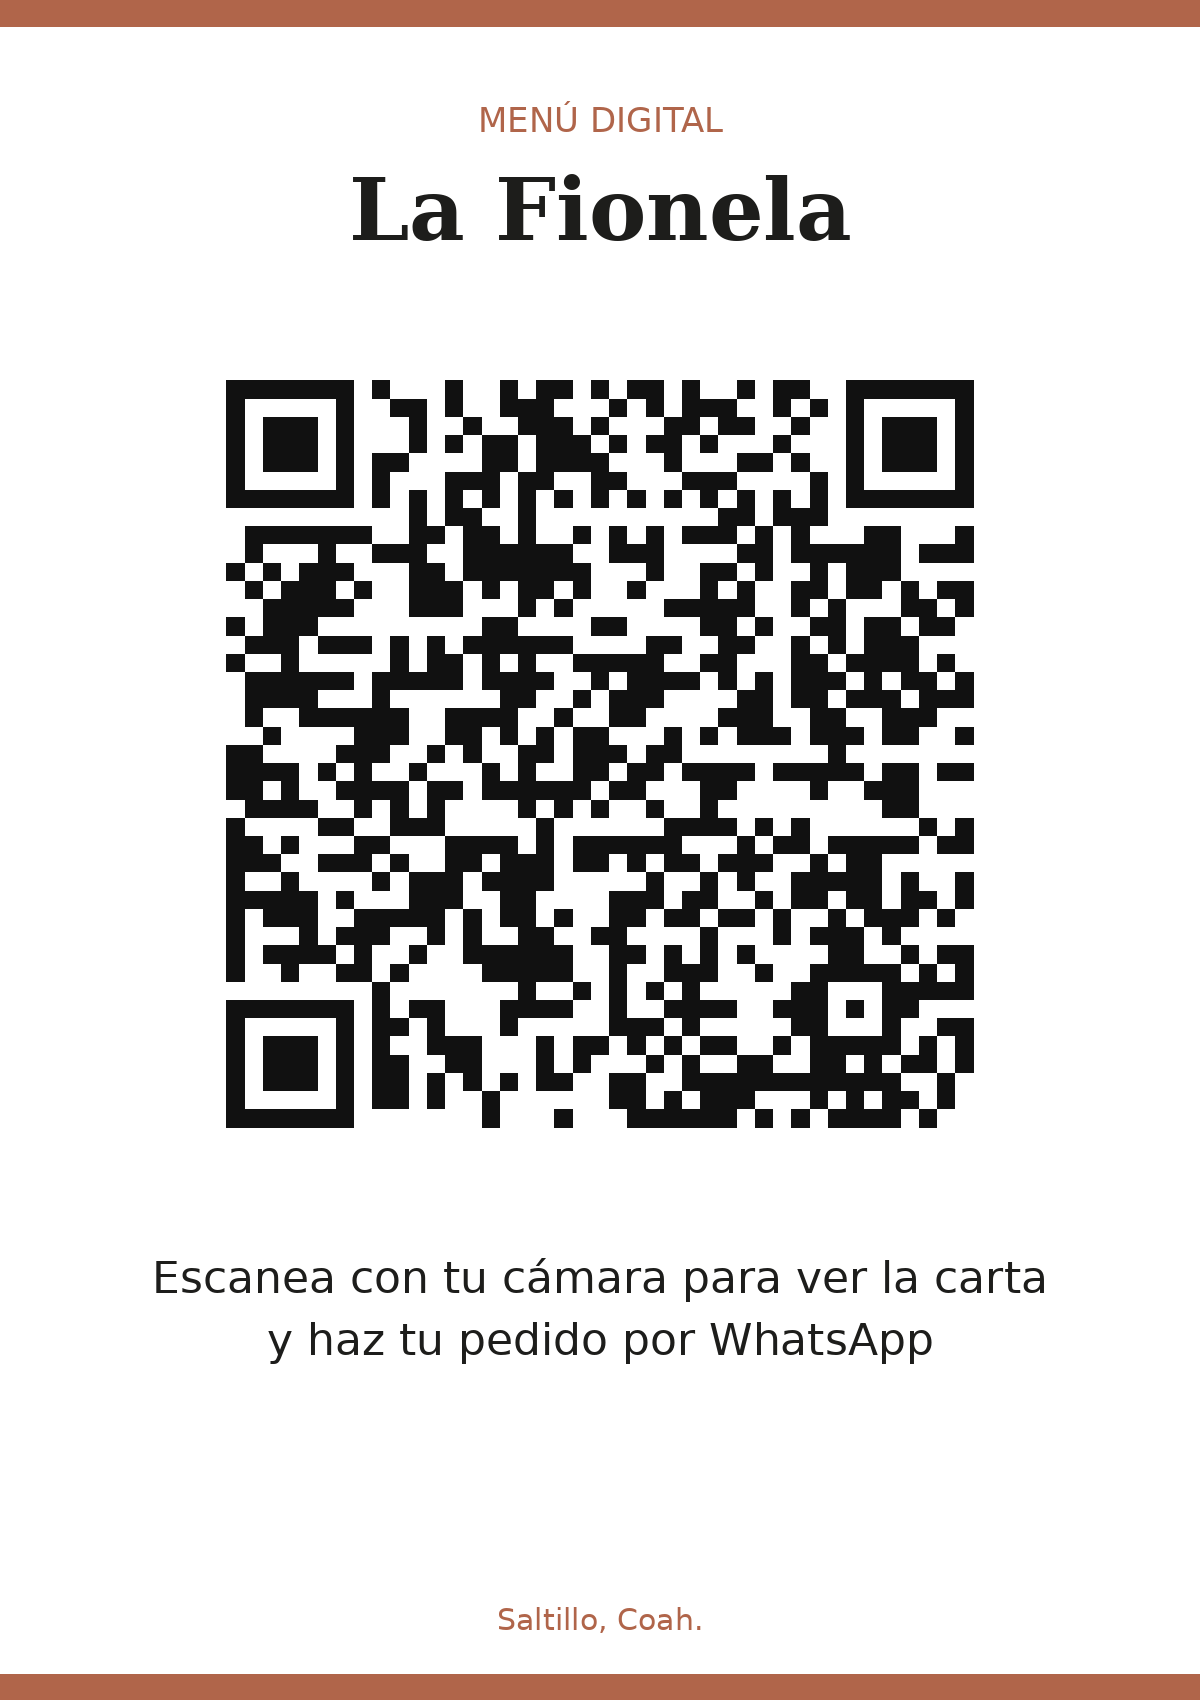 MENÚ DIGITAL
La Fionela
Escanea con tu cámara para ver la carta
y haz tu pedido por WhatsApp
Saltillo, Coah.